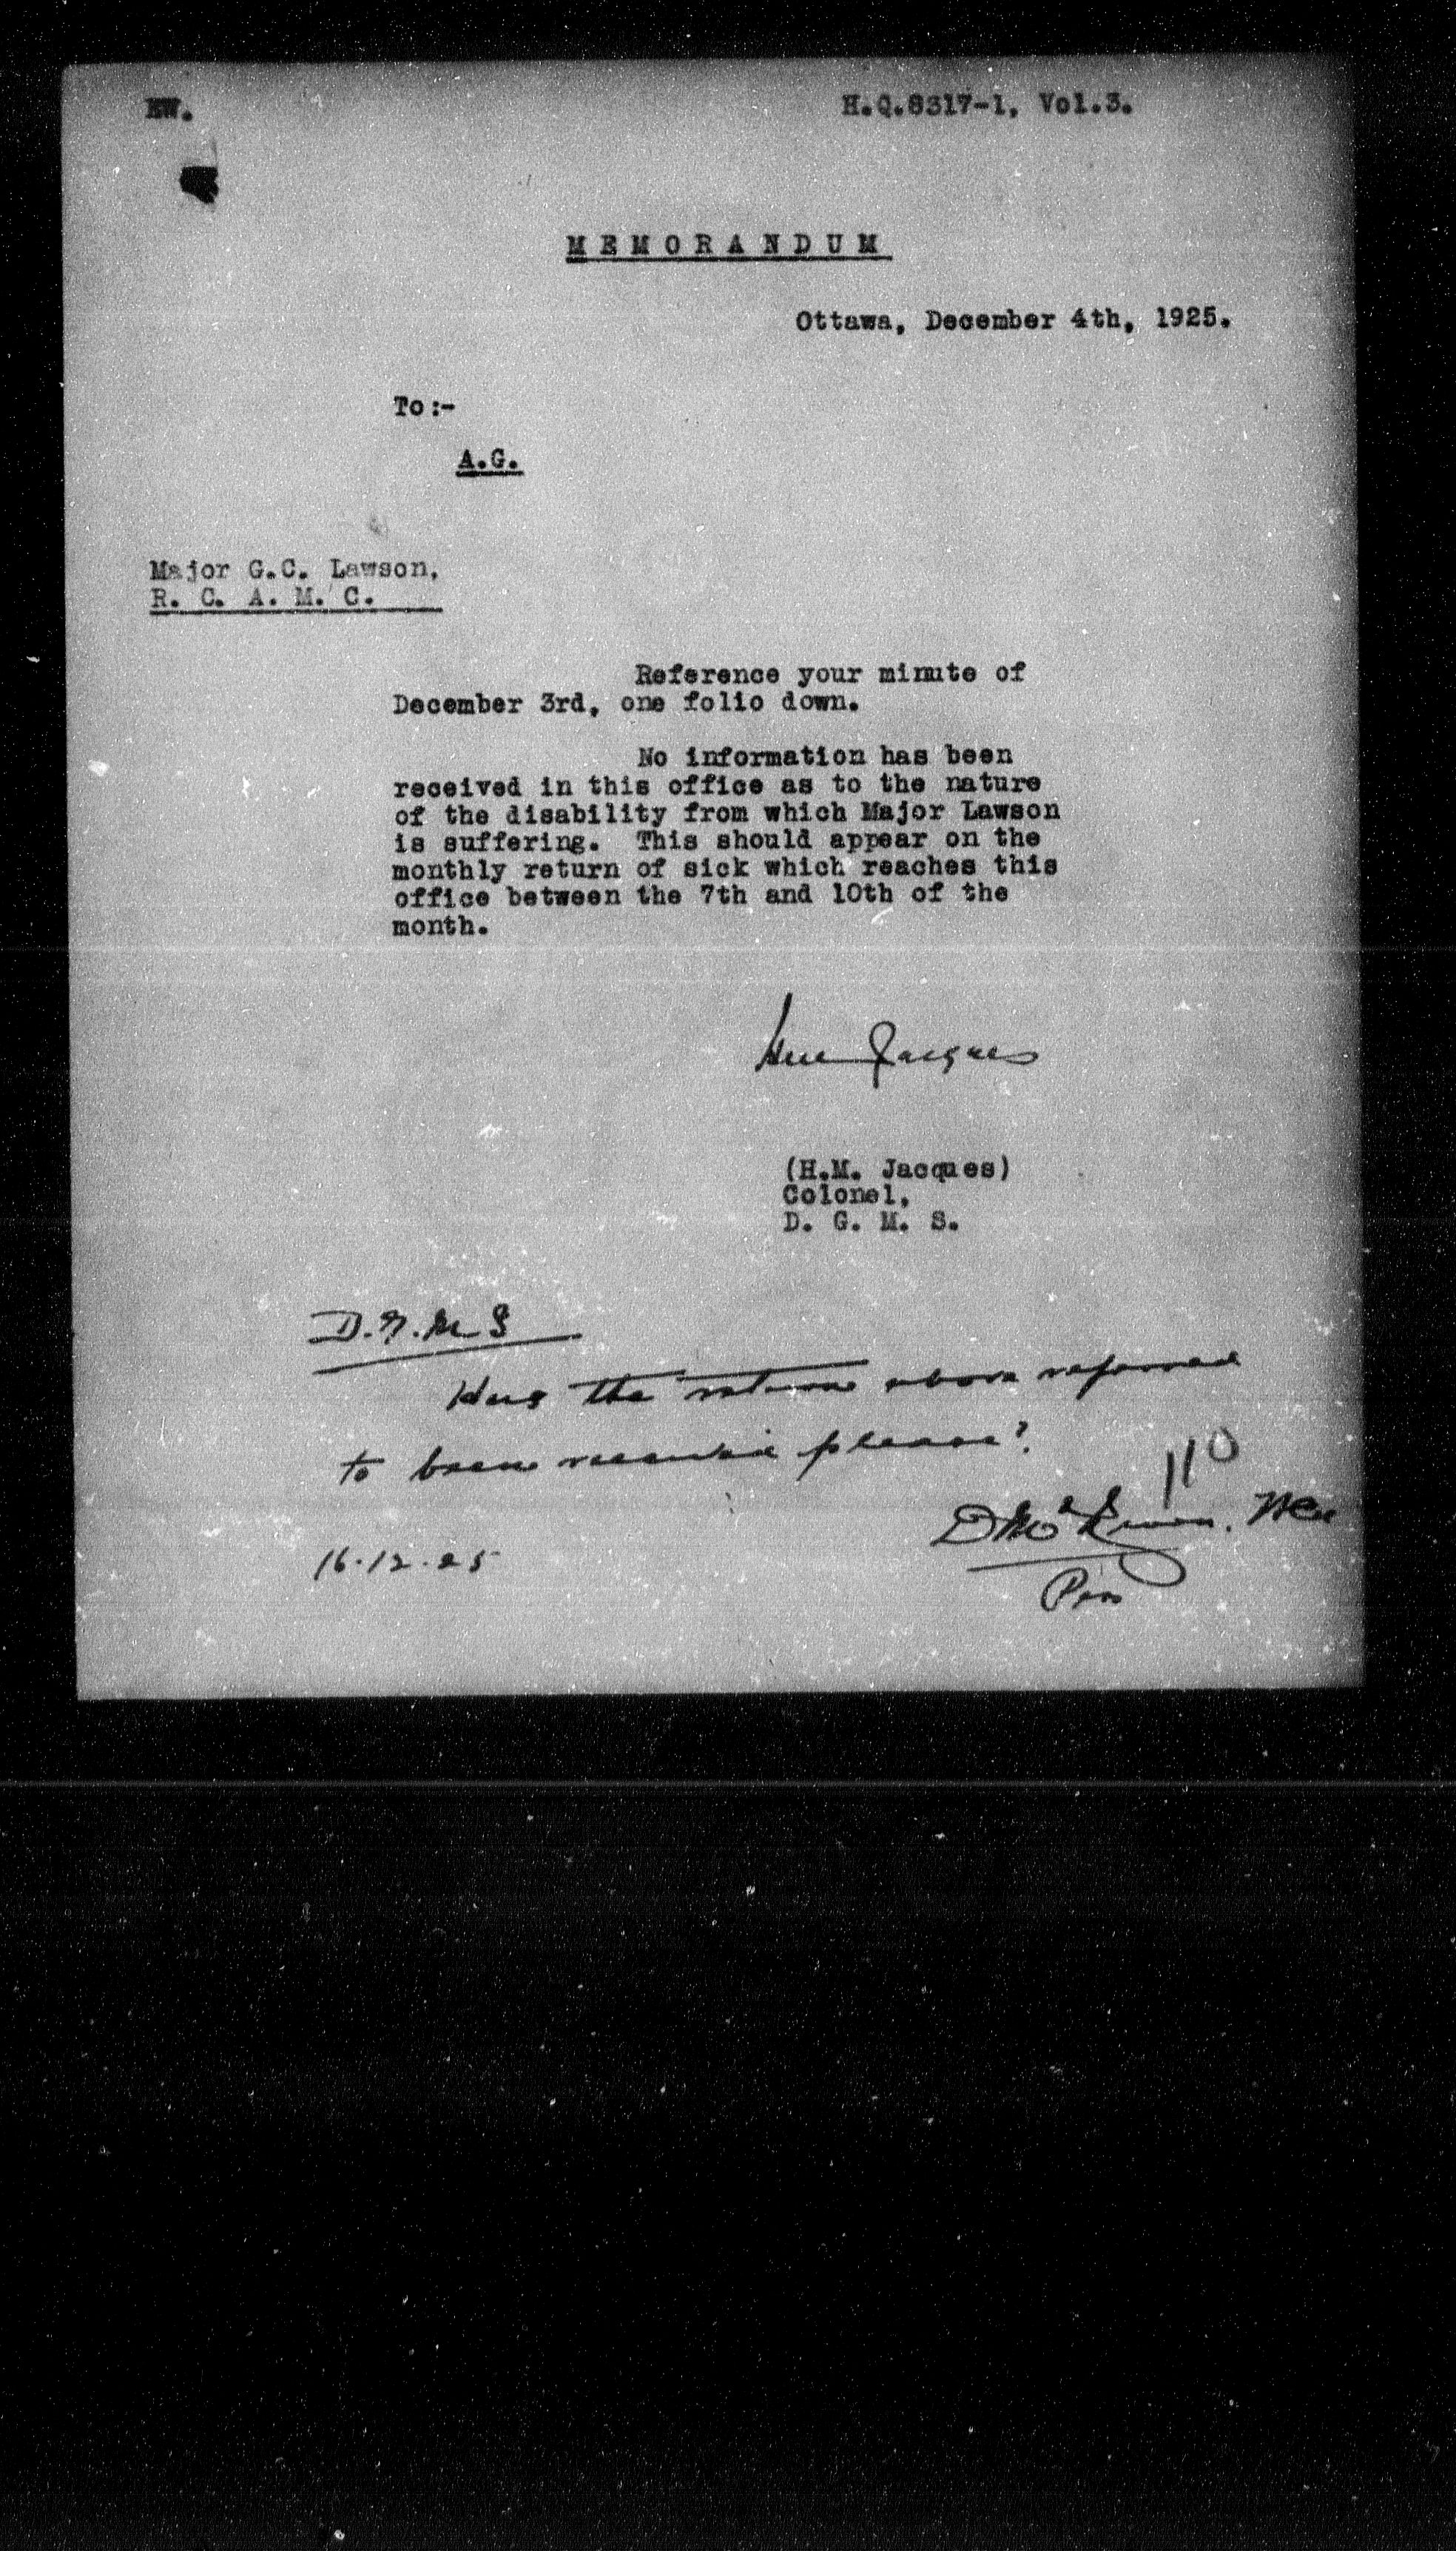 EW.
H.Q.8317-1, Vol.3.
MEMORANDUM
Ottawa, December 4th, 1925.
To:-
A.G.
Major G.C. Lawson,
R. C. A. M. C.
Reference your minute of
December 3rd, one folio down.
No information has been
received in this office as to the nature
of the disability from which Major Lawson
is suffering. This should appear on the
monthly return of sick which reaches this
office between the 7th and 10th of the
month.
Jacques
(H.M. Jacques)
Colonel,
D. G. M. S.
D.G.M.S
Has the return above referred
to been received please?
110
16.12.25